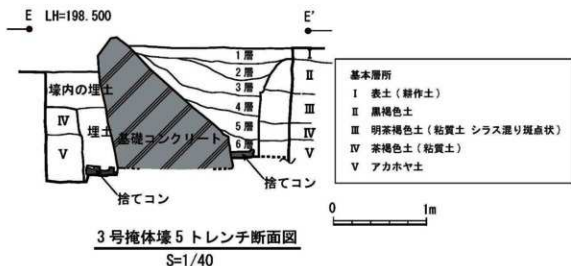 E LH=198.500 E'
1層
2層
3層
4層
5層
6層
I
II
III
IV
V
壕内の埋土
IV
V
埋土
基礎コンクリート
捨てコン
捨てコン
基本層所
I 表土(耕作土)
II 黒褐色土
III 明茶褐色土(粘質土 シラス混り斑点状)
IV 茶褐色土(粘質土)
V アカホヤ土
0 1m
3号掩体壕5トレンチ断面図
S=1/40